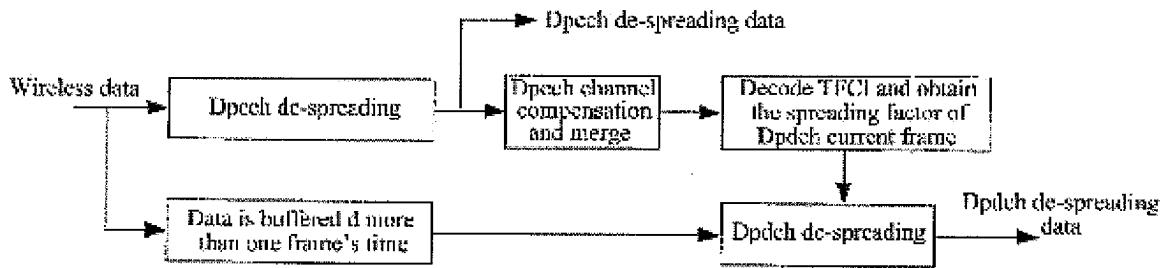 Dpcch de-spreading data
Wireless data
Dpcch de-spreading
Dpcch channel
compensation
and merge
Decode TFCI and obtain
the spreading factor of
Dpdch current frame
Data is buffered d more
than one frame's time
Dpdch de-spreading
Dpdch de-spreading
data